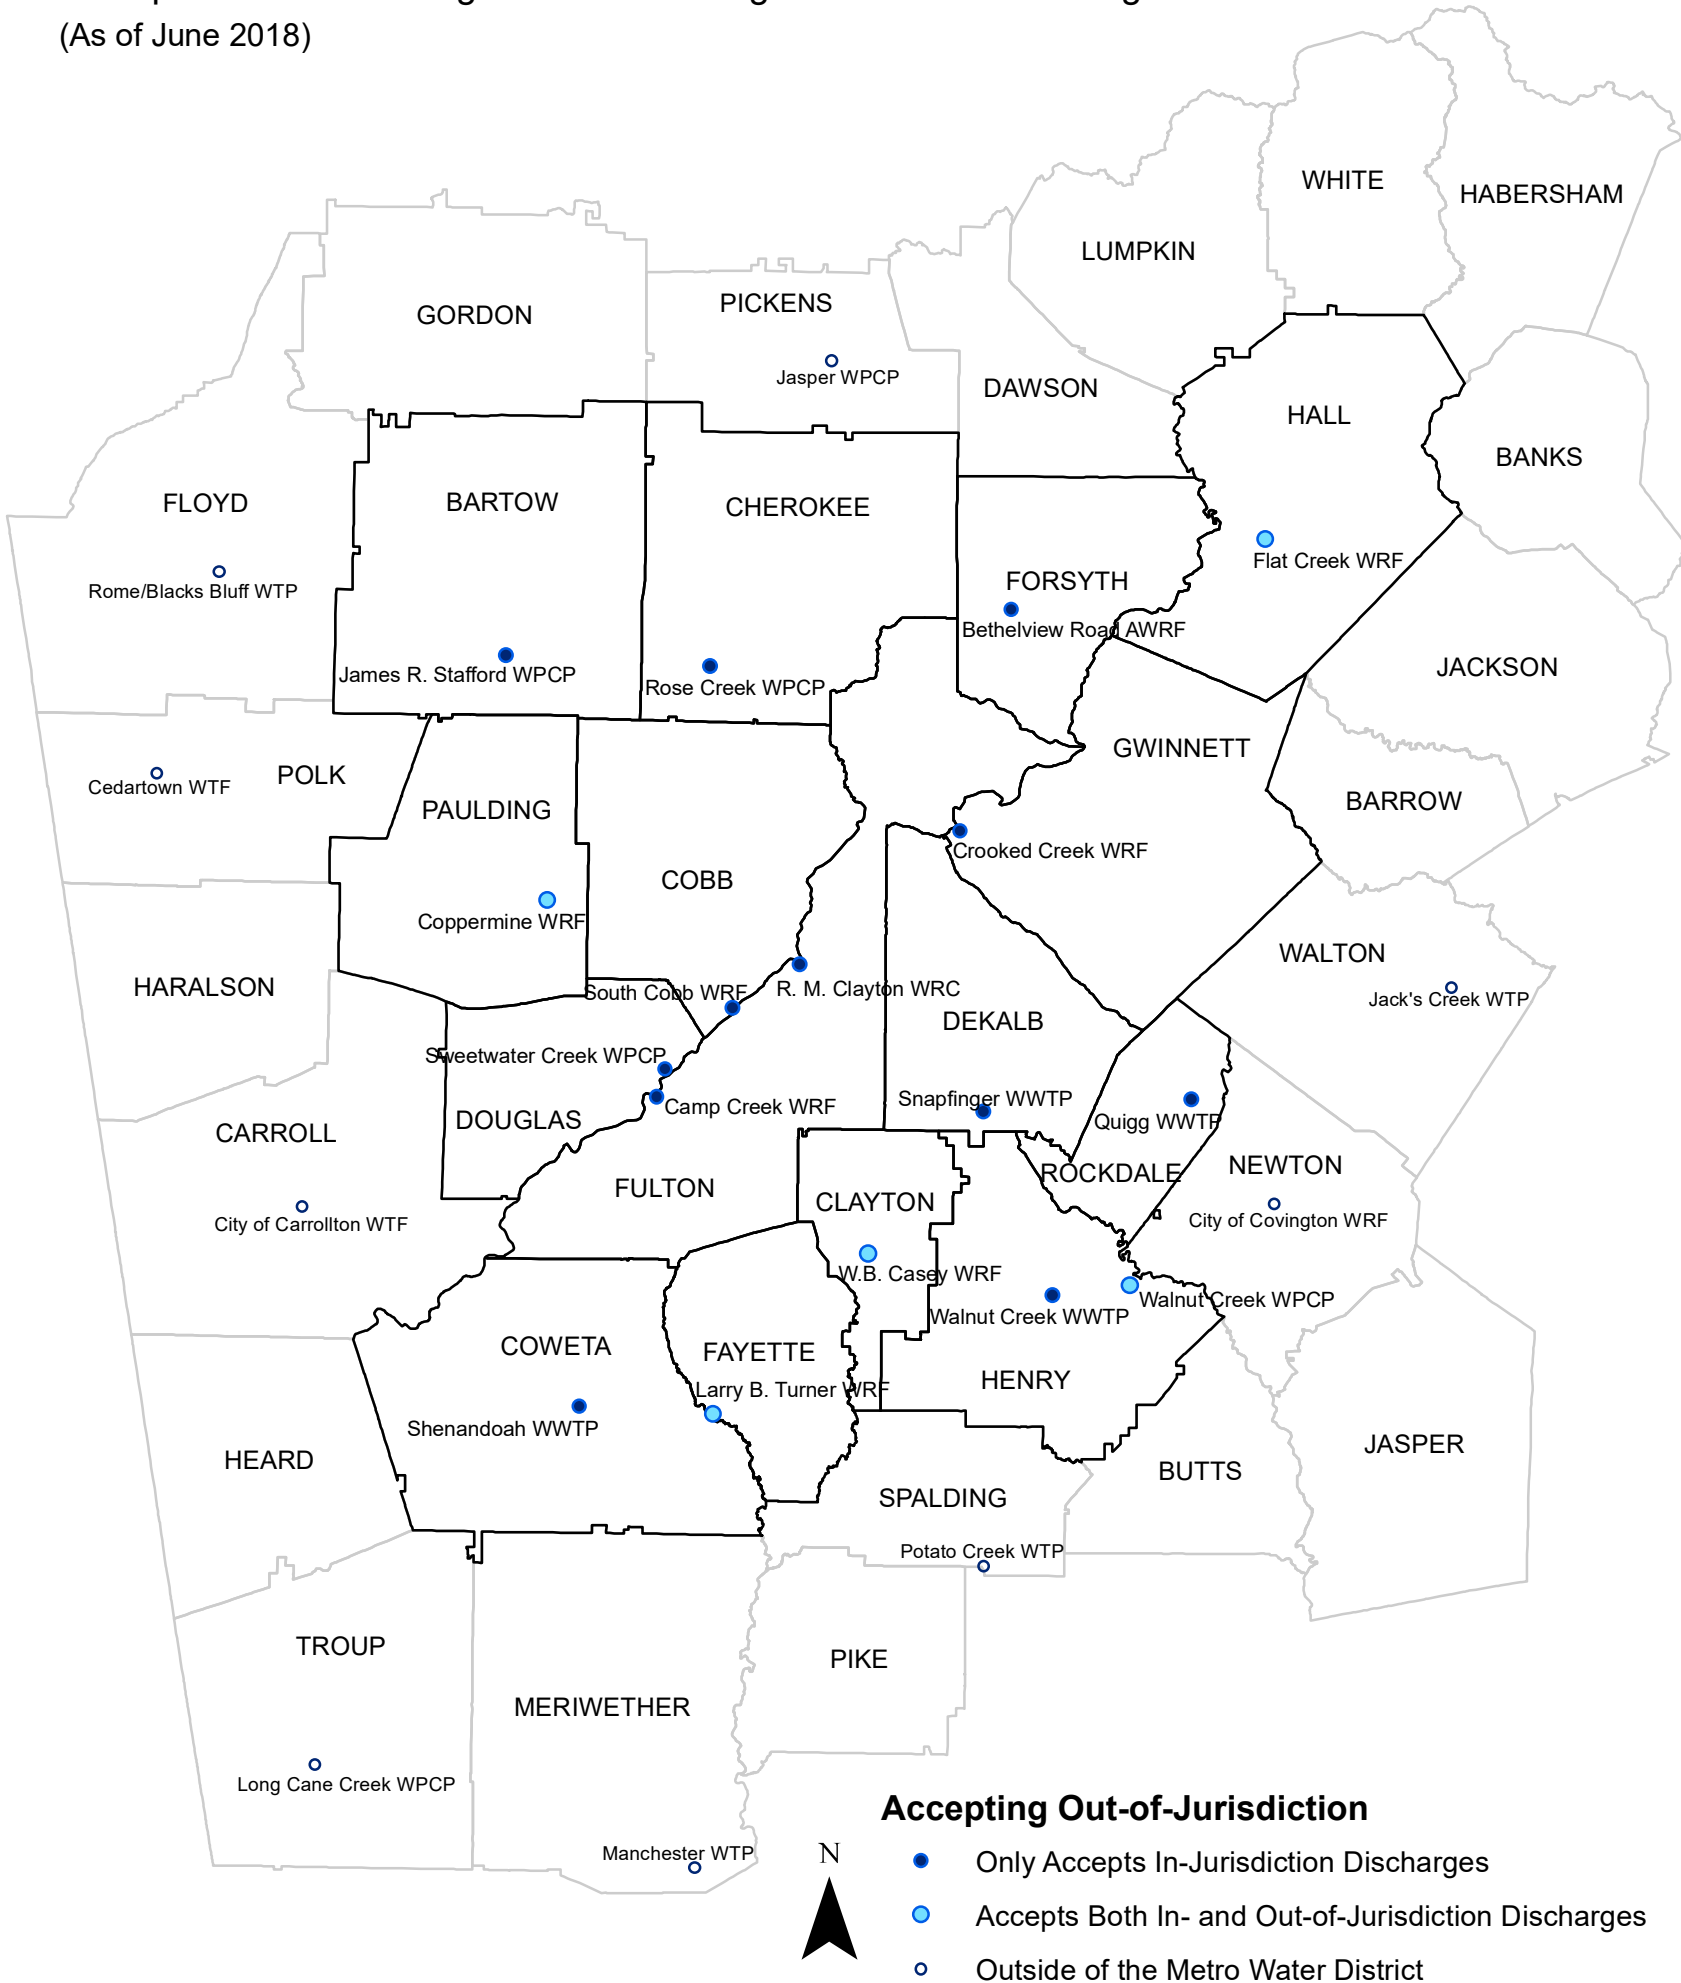 (As of June 2018)
WHITE
HABERSHAM
LUMPKIN
PICKENS
GORDON
Jasper WPCP
DAWSON
HALL
BANKS
FLOYD
BARTOW
CHEROKEE
Flat Creek WRF
FORSYTH
Rome/Blacks Bluff WTP
Bethelview Road AWRF
JACKSON
James R. Stafford WPCP
Rose Creek WPCP
GWINNETT
POLK
Cedartown WTF
BARROW
PAULDING
Crooked Creek WRF
COBB
Coppermine WRF
WALTON
HARALSON
South Cobb WRF
R. M. Clayton WRC
Jack's Creek WTP
DEKALB
Sweetwater Creek WPCP
Snapfinger WWTP
Camp Creek WRF
DOUGLAS
Quigg WWTP
CARROLL
NEWTON
ROCKDALE
FULTON
CLAYTON
City of Carrollton WTF
City of Covington WRF
W.B. Casey WRF
Walnut Creek WPCP
Walnut Creek WWTP
COWETA
FAYETTE
HENRY
Larry B. Turner WRF
Shenandoah WWTP
JASPER
HEARD
BUTTS
SPALDING
Potato Creek WTP
TROUP
PIKE
MERIWETHER
Long Cane Creek WPCP
Manchester WTP
N
Accepting Out-of-Jurisdiction
Only Accepts In-Jurisdiction Discharges
Accepts Both In- and Out-of-Jurisdiction Discharges
Outside of the Metro Water District